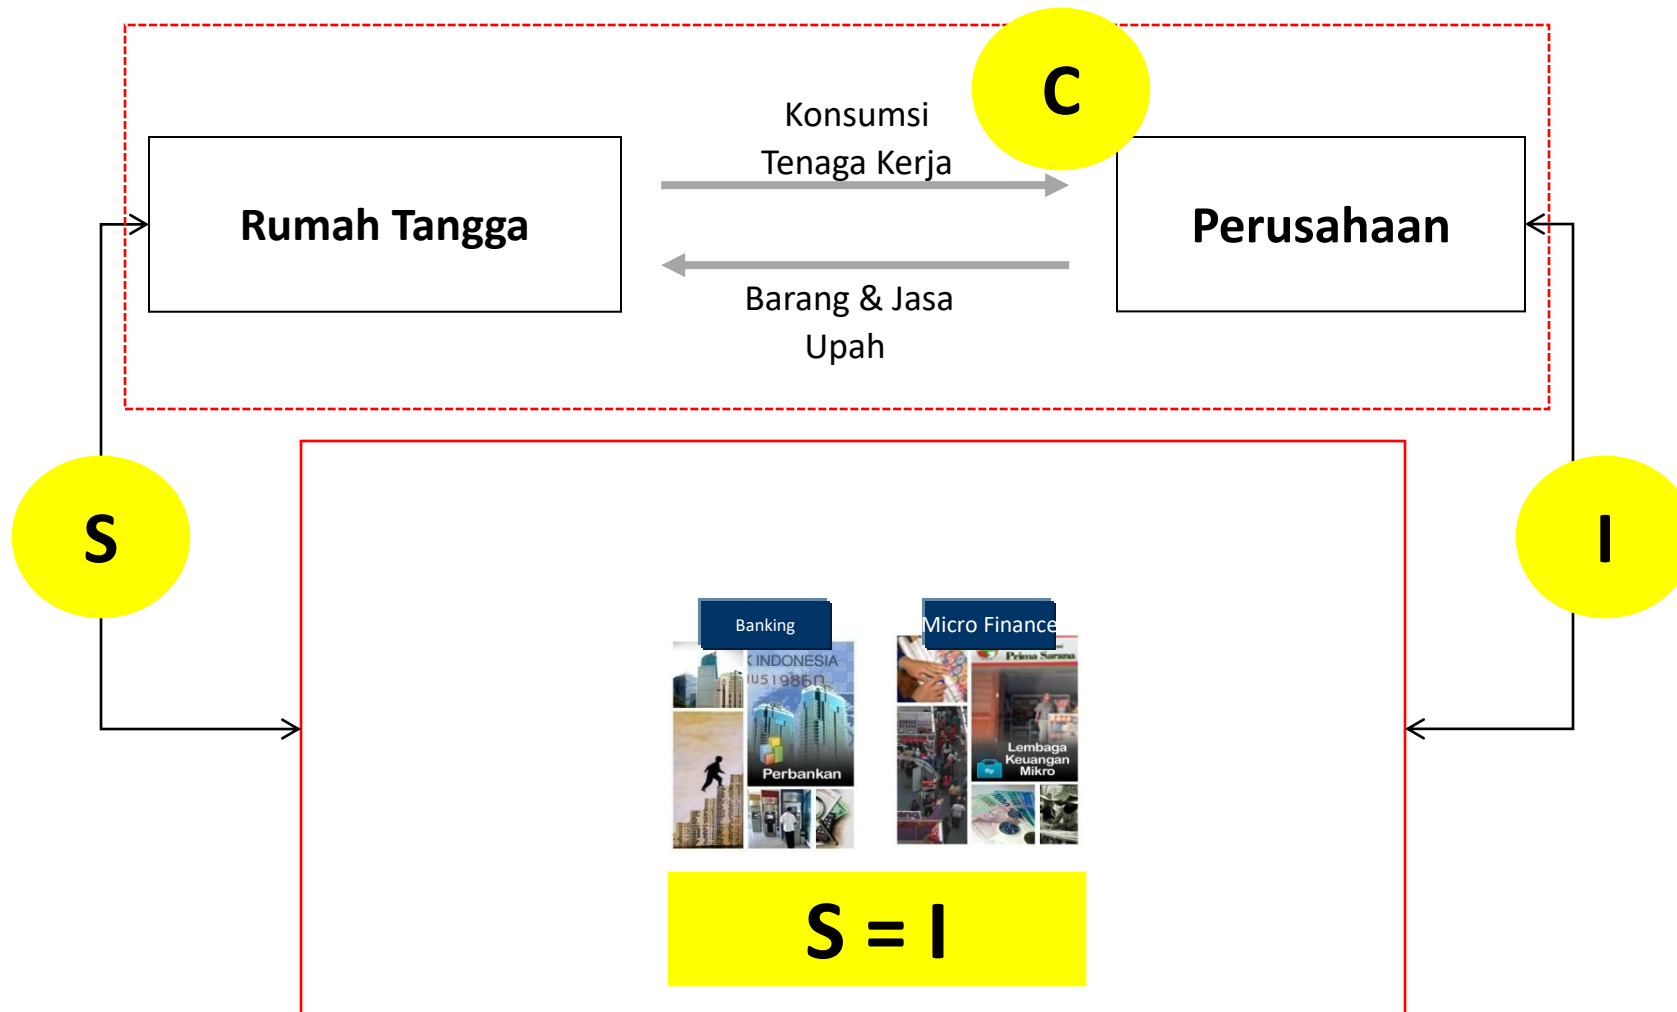 C
Konsumsi
Tenaga Kerja
Rumah Tangga
Perusahaan
Barang & Jasa
Upah
S
I
Banking
Micro Finance
K INDONESIA
Perbankan
Prima Sarana
Lembaga
Keuangan
Mikro
Rp
S = I